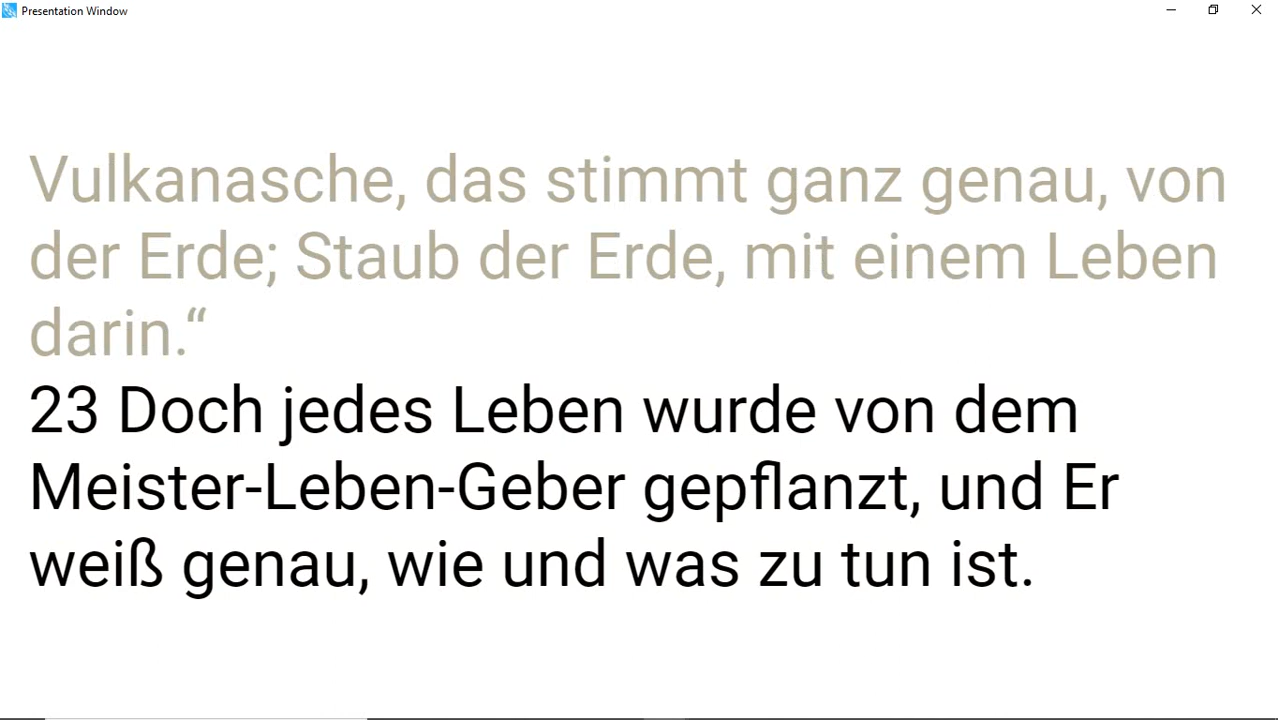 Presentation Window
Vulkanasche, das stimmt ganz genau, von
der Erde; Staub der Erde, mit einem Leben
darin.“
23 Doch jedes Leben wurde von dem
Meister-Leben-Geber gepflanzt, und Er
weiß genau, wie und was zu tun ist.